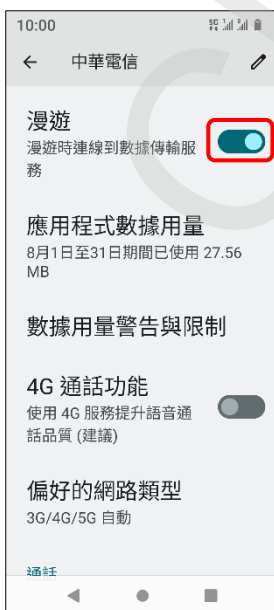 10:00
中華電信
漫遊
漫遊時連線到數據傳輸服
務
應用程式數據用量
8月1日至31日期間已使用 27.56
MB
數據用量警告與限制
4G 通話功能
使用 4G 服務提升語音通
話品質 (建議)
偏好的網路類型
3G/4G/5G 自動
通話